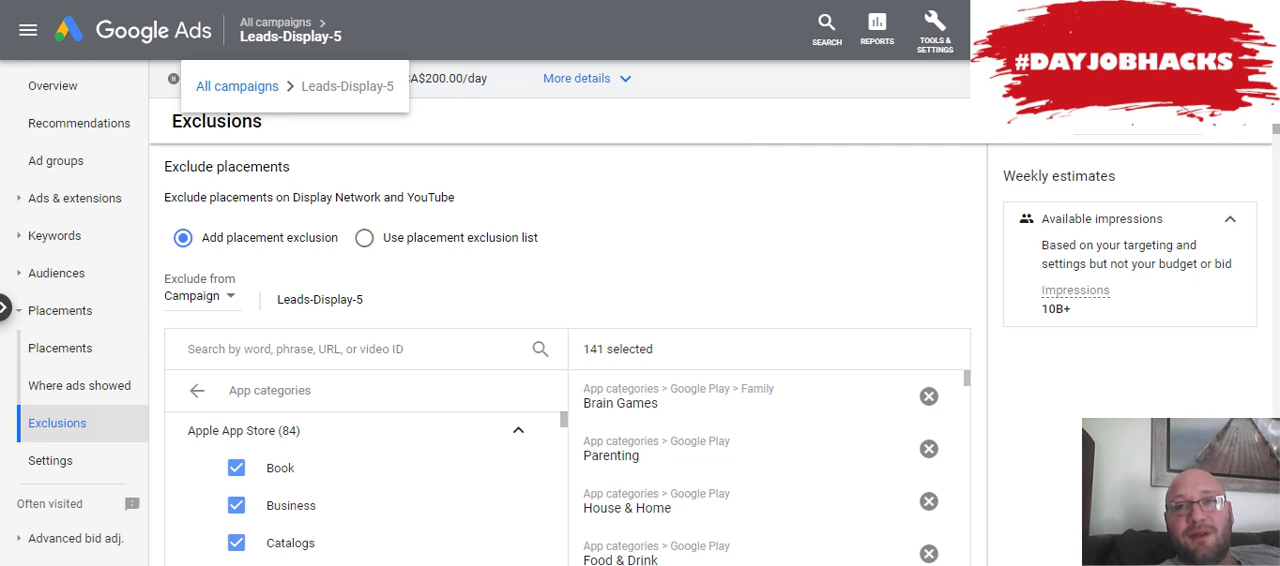 Google Ads
All campaigns >
Leads-Display-5
SEARCH
REPORTS
TOOLS &
SETTINGS
#DAYJOBHACKS
All campaigns > Leads-Display-5
CA$200.00/day
More details
Exclusions
Overview
Recommendations
Ad groups
Ads & extensions
Keywords
Audiences
Placements
Placements
Where ads showed
Exclusions
Settings
Often visited
Advanced bid adj.
Exclude placements
Exclude placements on Display Network and YouTube
Add placement exclusion
Use placement exclusion list
Exclude from
Campaign
Leads-Display-5
Search by word, phrase, URL, or video ID
App categories
Apple App Store (84)
Book
Business
Catalogs
141 selected
App categories > Google Play > Family
Brain Games
App categories > Google Play
Parenting
App categories > Google Play
House & Home
App categories > Google Play
Food & Drink
Weekly estimates
Available impressions
Based on your targeting and
settings but not your budget or bid
Impressions
10B+